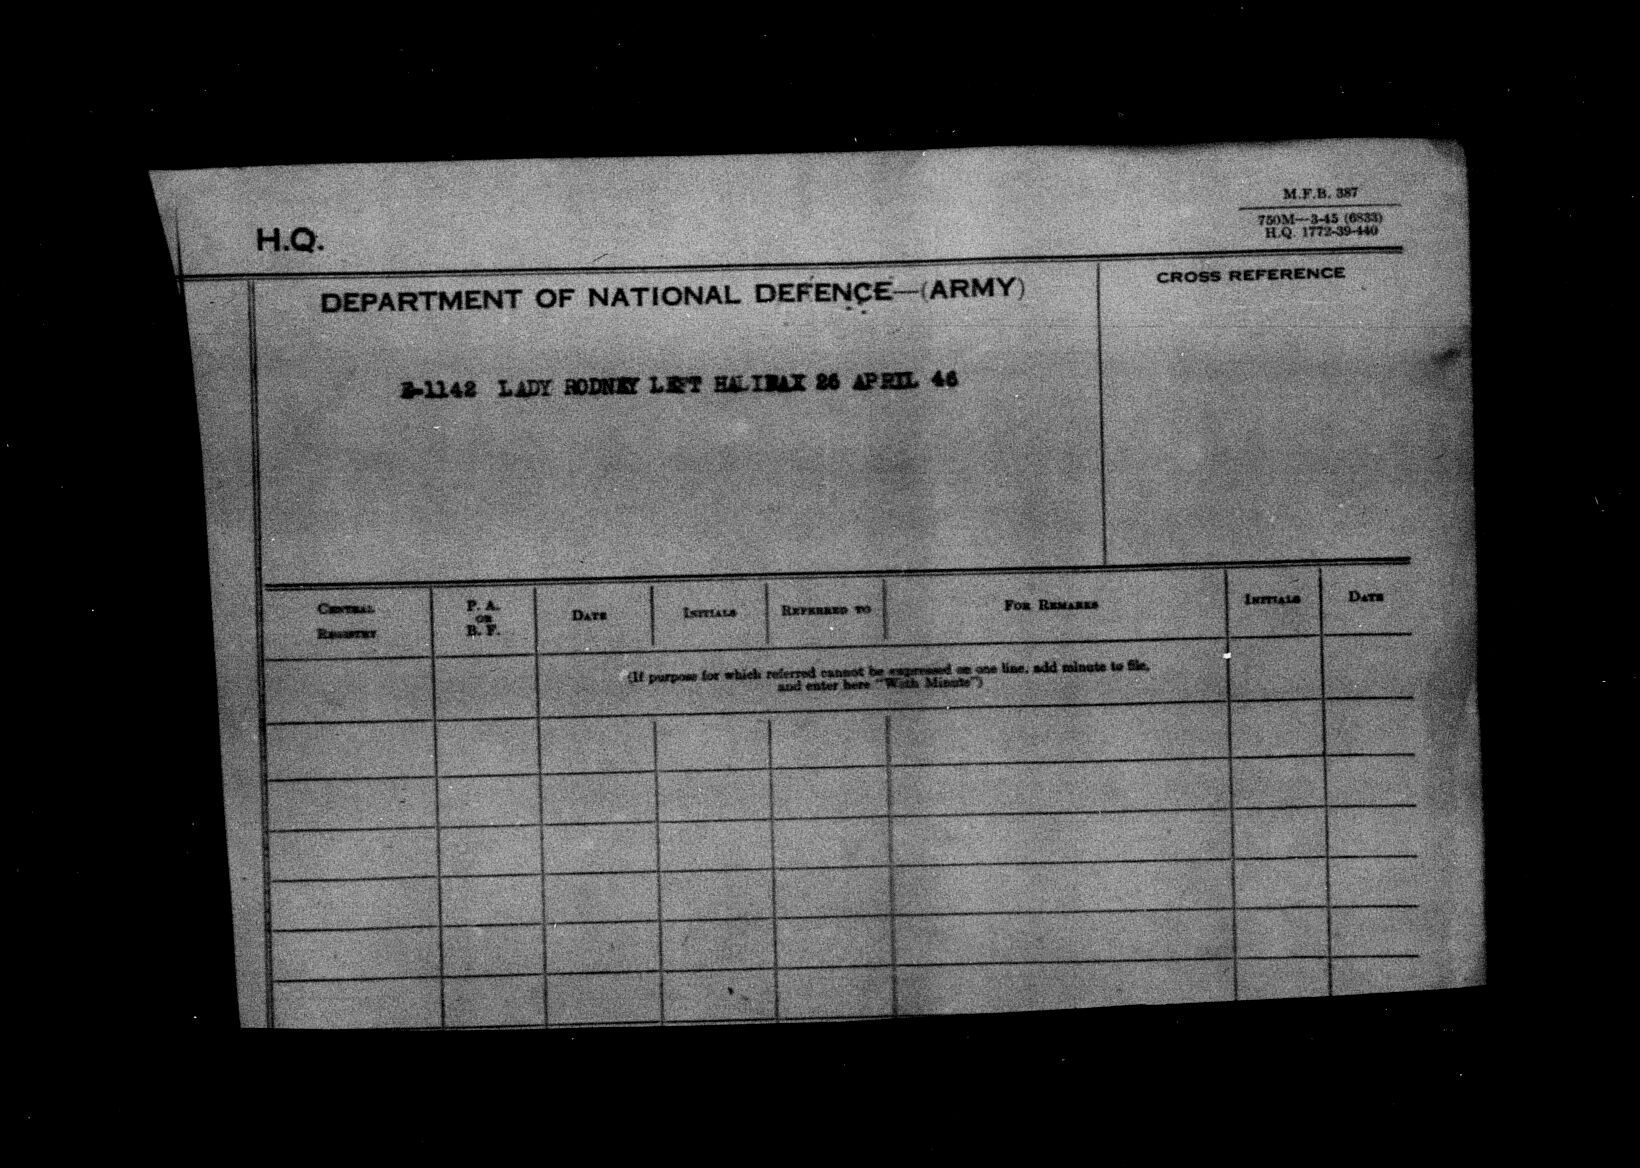 M.F.B. 387
750M—3-45 (6833)
H.Q. 1772-39-440
H.Q.
DEPARTMENT OF NATIONAL DEFENCE—(ARMY)
CROSS REFERENCE
E-1142 LADY RODNEY LEFT HALIFAX 26 APRIL 46
CENTRAL
REGISTRY
P. A.
OR
B. F.
DATE
INITIALS
REFERRED TO
FOR REMARKS
INITIALS
DATE
(If purpose for which referred cannot be expressed on one line, add minute to file,
and enter here "With Minute")